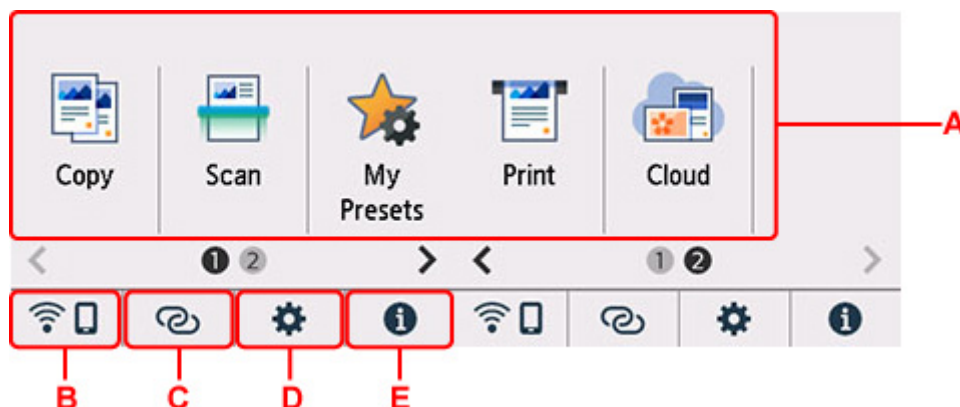 A
Copy
Scan
My
Presets
Print
Cloud
1 2
1 2
B
C
D
E